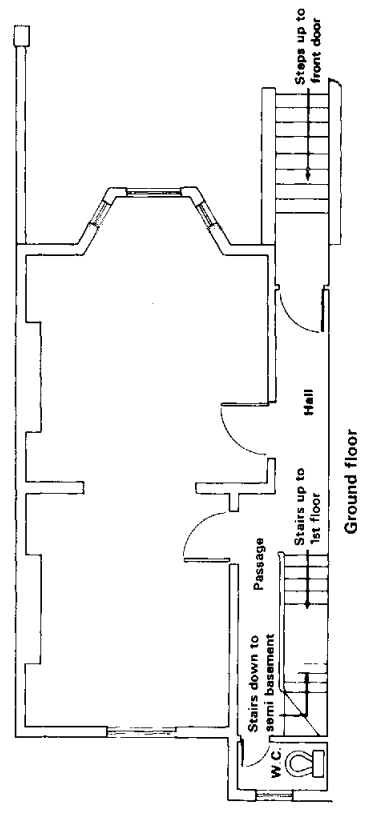 Steps up to
front door
Hall
Stairs up to
1st floor
Passage
Stairs down to
semi basement
W.C.
Ground floor